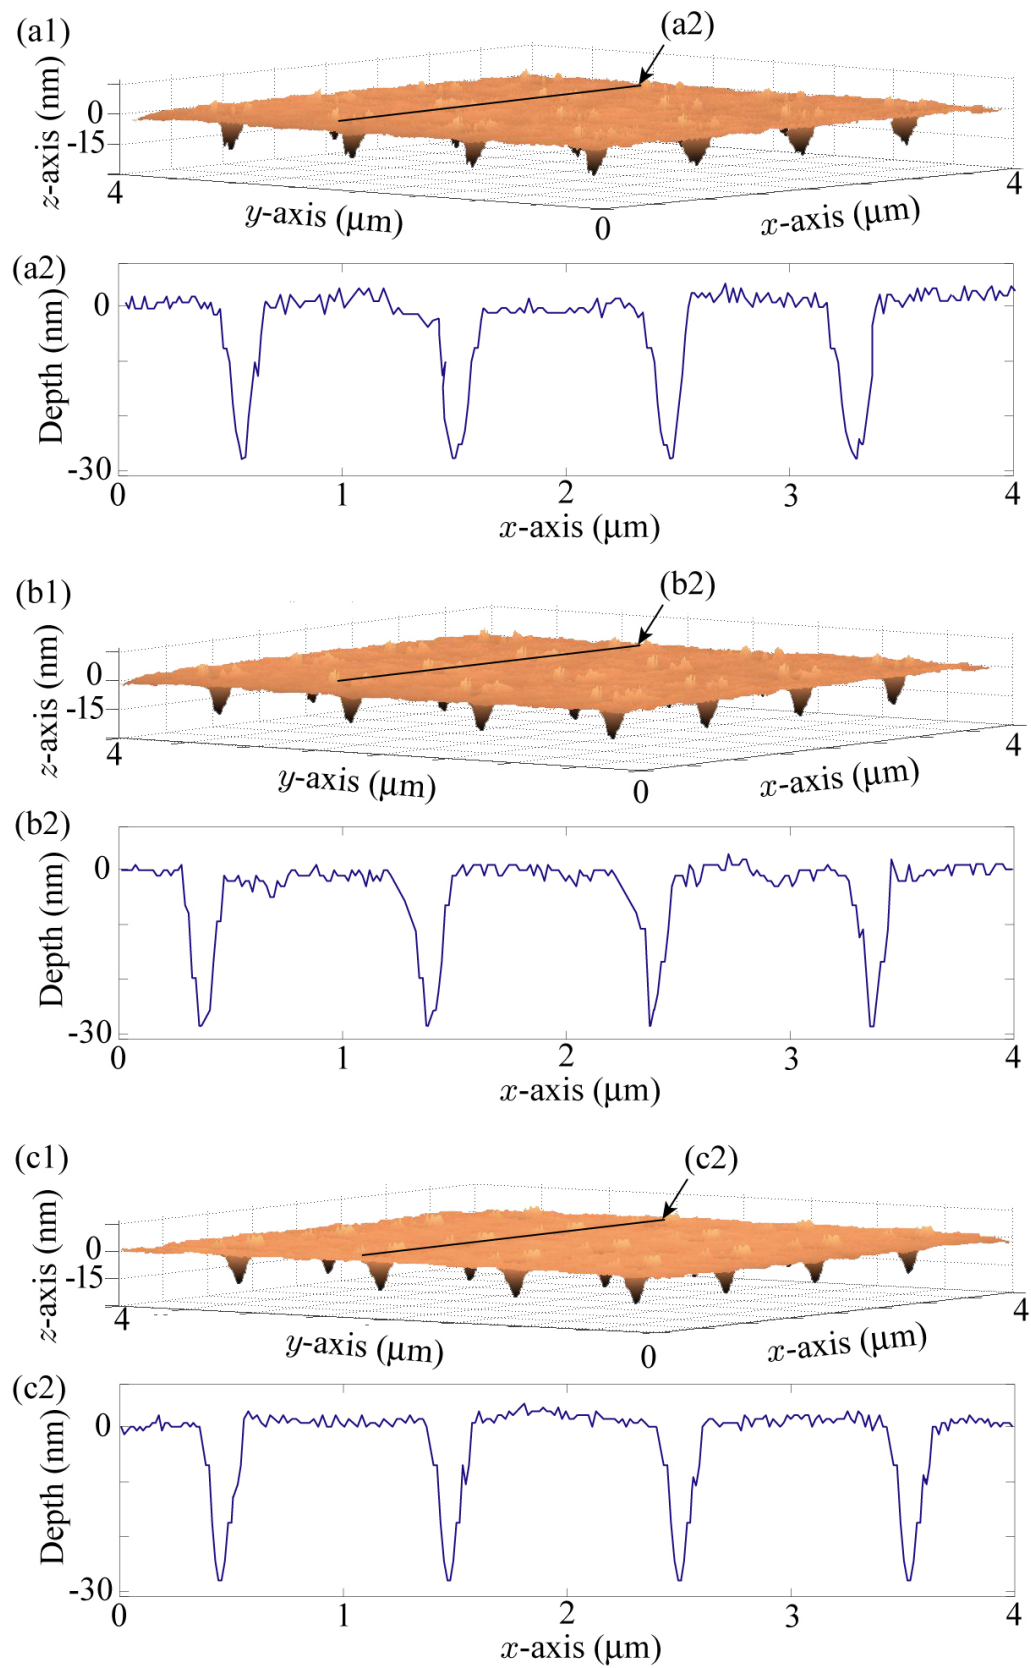 (a1)
(a2)
z-axis (nm)
0
-15
4
y-axis (μm)
0
x-axis (μm)
4
(a2)
Depth (nm)
0
-30
0
1
2
3
4
x-axis (μm)
(b1)
(b2)
z-axis (nm)
0
-15
4
y-axis (μm)
0
x-axis (μm)
4
(b2)
Depth (nm)
0
-30
0
1
2
3
4
x-axis (μm)
(c1)
(c2)
z-axis (nm)
0
-15
4
y-axis (μm)
0
x-axis (μm)
4
(c2)
Depth (nm)
0
-30
0
1
2
3
4
x-axis (μm)